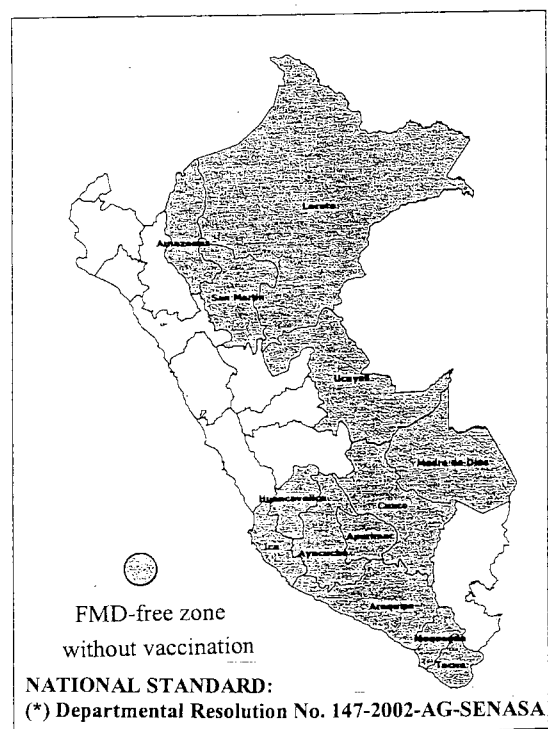 Loreto
Amazonas
San Martin
Ucayali
Madre de Dios
Huancavelica
Cusco
Ica
Ayacucho
Apurimac
Arequipa
Moquegua
Tacna
FMD-free zone
without vaccination
NATIONAL STANDARD:
(*) Departmental Resolution No. 147-2002-AG-SENASA